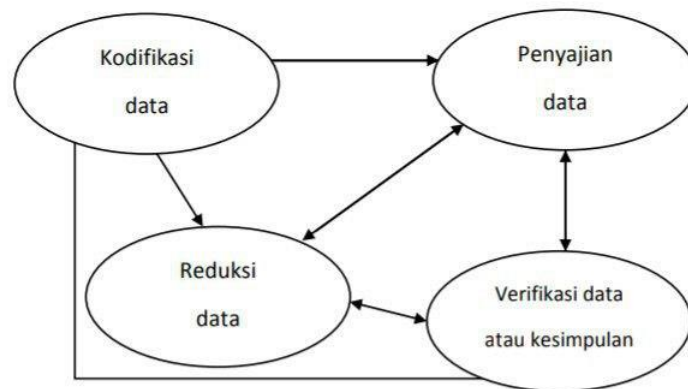 Kodifikasi
data
Penyajian
data
Reduksi
data
Verifikasi data
atau kesimpulan